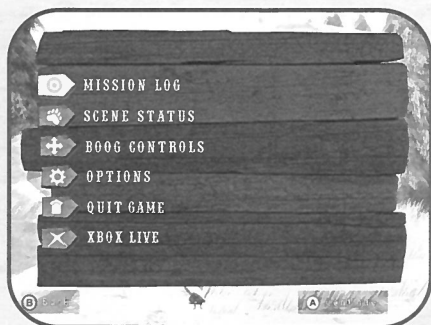 MISSION LOG
SCENE STATUS
BOOG CONTROLS
OPTIONS
QUIT GAME
XBOX LIVE
B
A